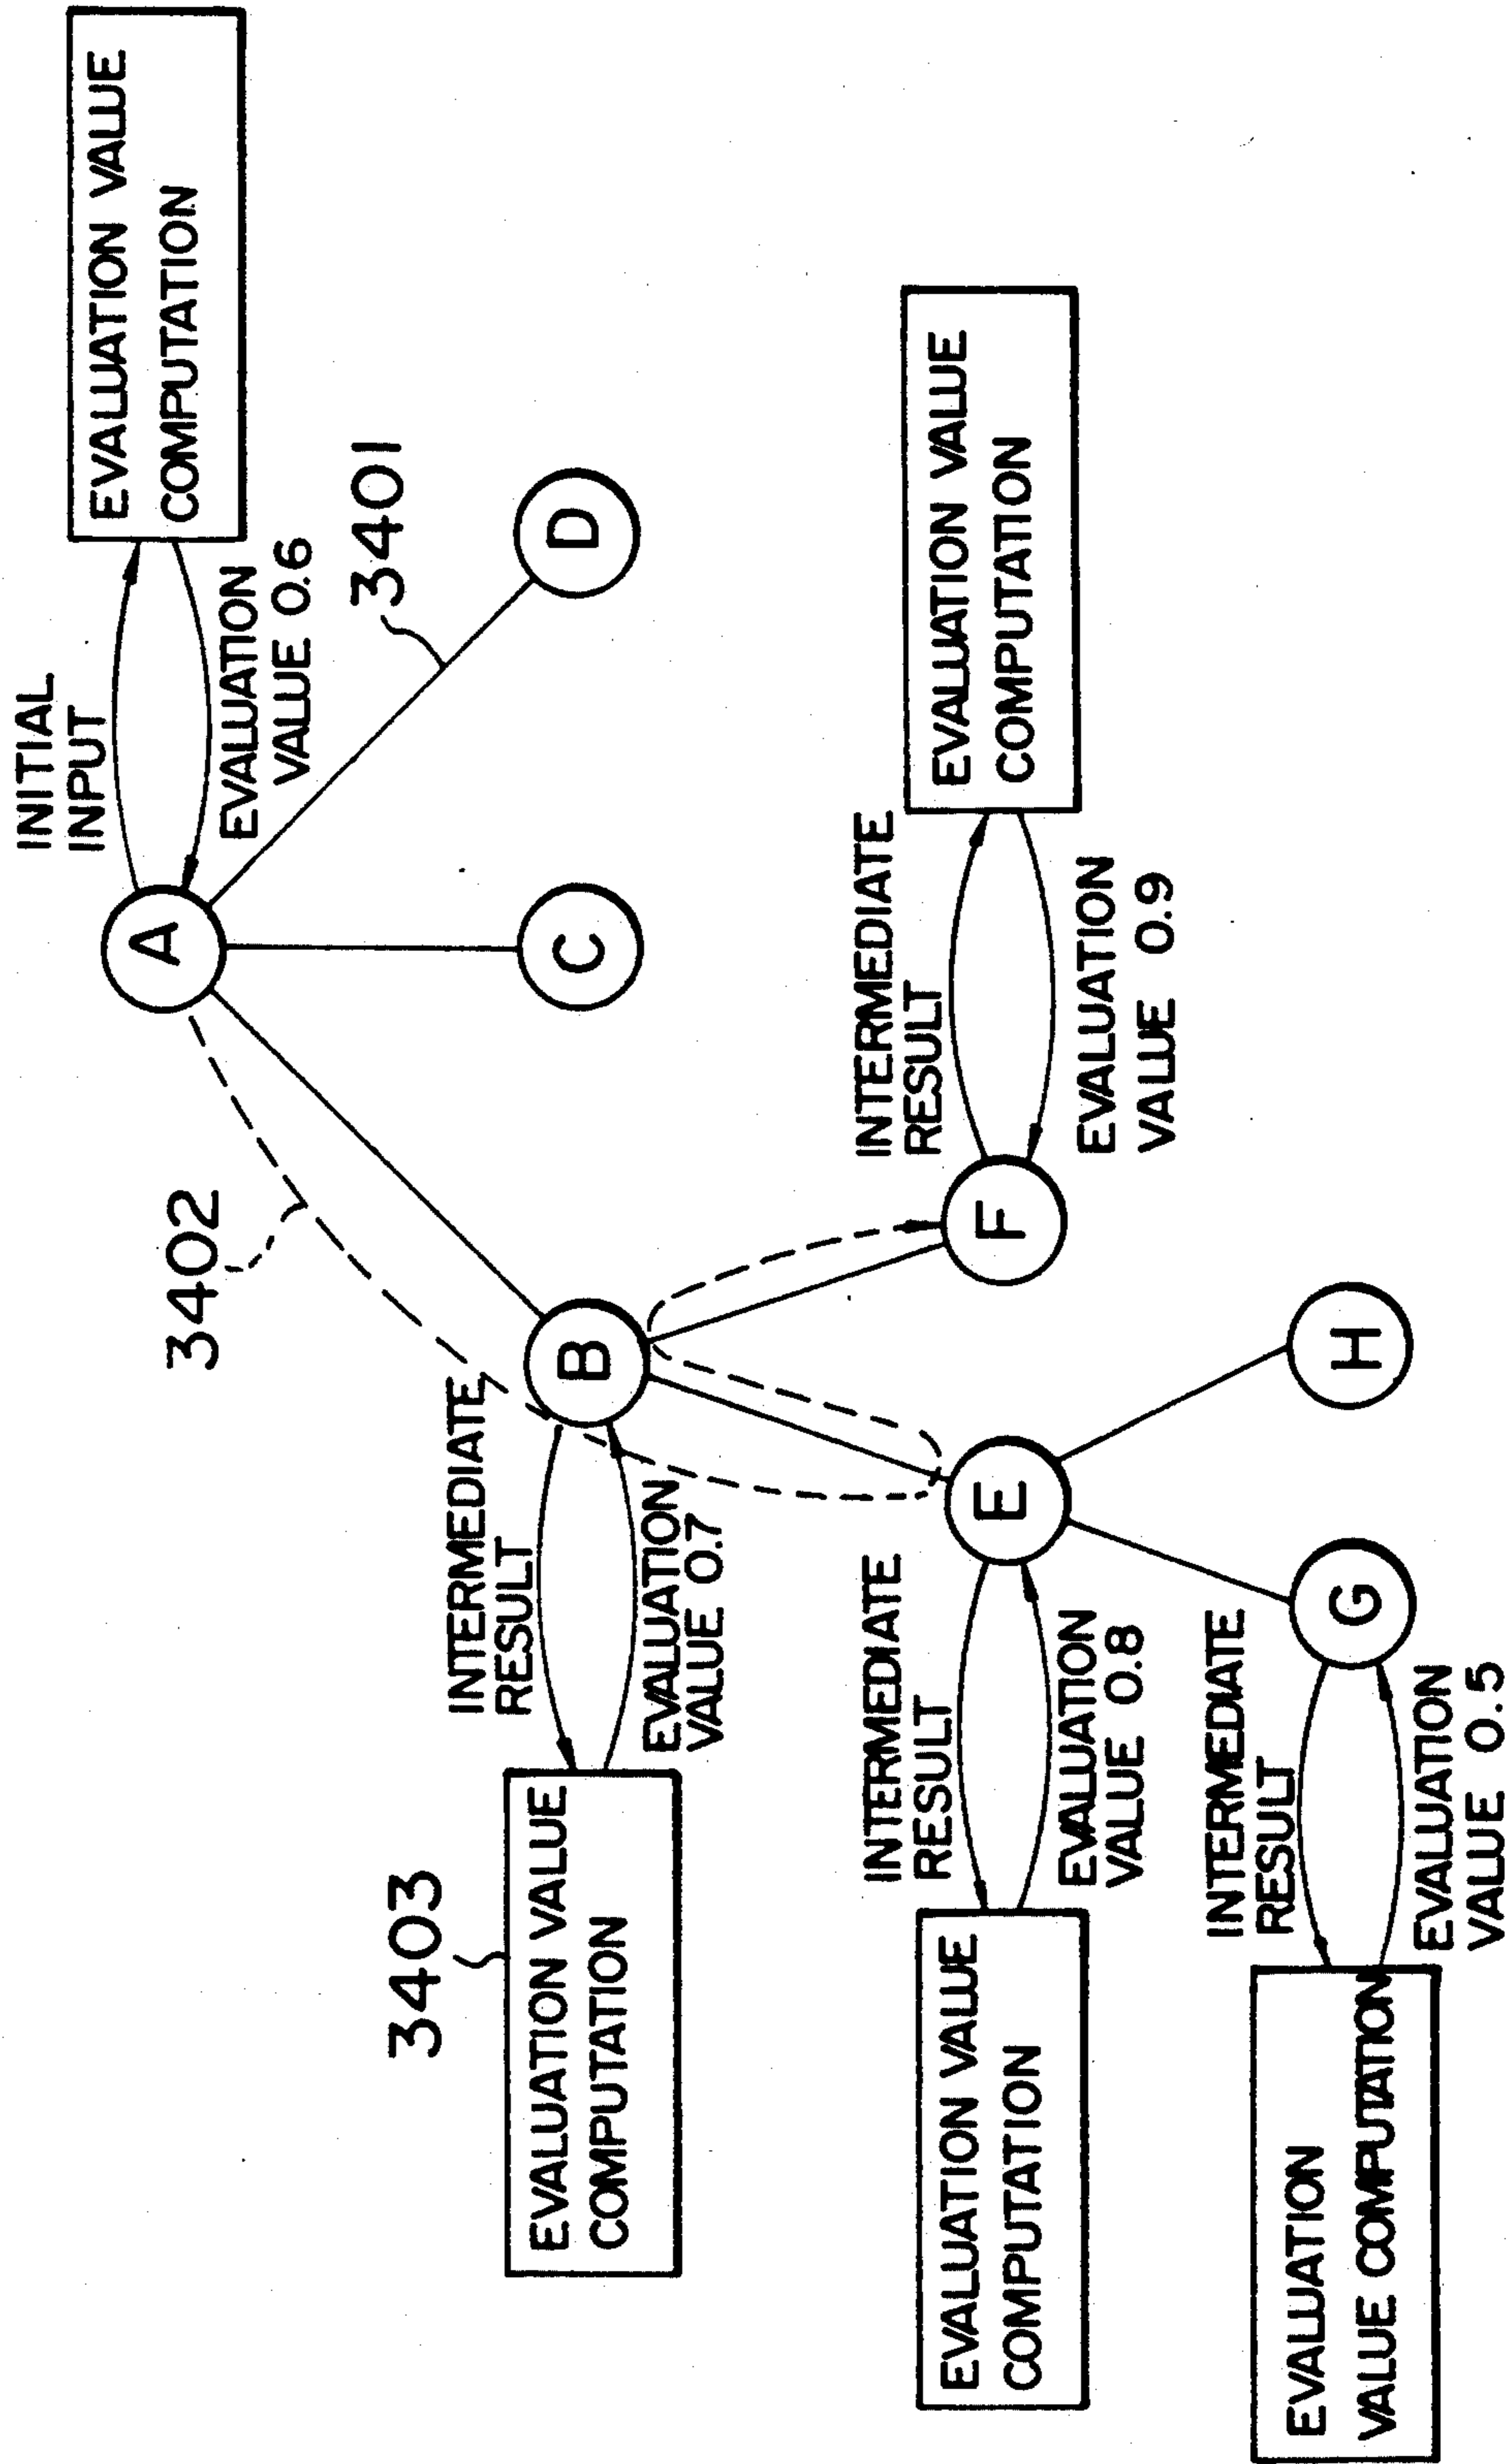 INITIAL
INPUT
A
EVALUATION VALUE
COMPUTATION
EVALUATION
VALUE 0.6
3402
3401
3403
EVALUATION VALUE
COMPUTATION
INTERMEDIATE
RESULT
EVALUATION
VALUE 0.7
B
C
D
EVALUATION VALUE
COMPUTATION
INTERMEDIATE
RESULT
EVALUATION
VALUE 0.8
E
F
INTERMEDIATE
RESULT
EVALUATION
VALUE 0.9
EVALUATION VALUE
COMPUTATION
EVALUATION
VALUE COMPUTATION
INTERMEDIATE
RESULT
EVALUATION
VALUE 0.5
G
H